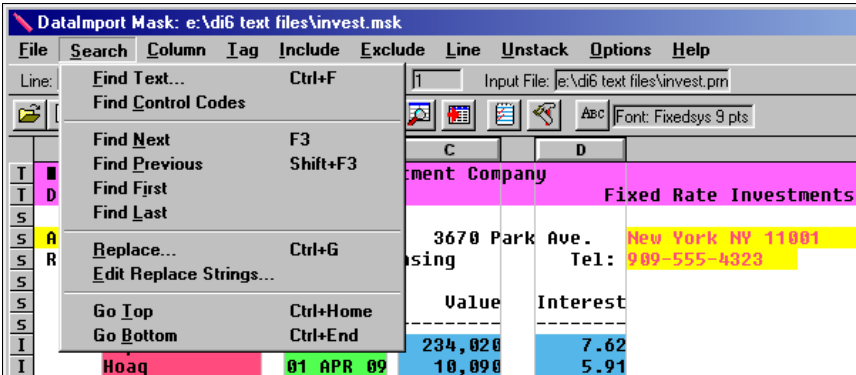 DataImport Mask: e:\di6 text files\invest.msk
File Search Column Tag Include Exclude Line Unstack Options Help
Line: 1 Input File: e:\di6 text files\invest.prn
Find Text... Ctrl+F
Find Control Codes
ABC Font: Fixedsys 9 pts
Find Next F3
C D
Find Previous Shift+F3
T tment Company
Find First
T D Fixed Rate Investments
Find Last
S
S A 3670 Park Ave. New York NY 11001
Replace... Ctrl+G
S R sing Tel: 909-555-4323
Edit Replace Strings...
S
S Value Interest
Go Top Ctrl+Home
S -------- --------
Go Bottom Ctrl+End
I 234,020 7.62
I Hoag 01 APR 09 10,090 5.91